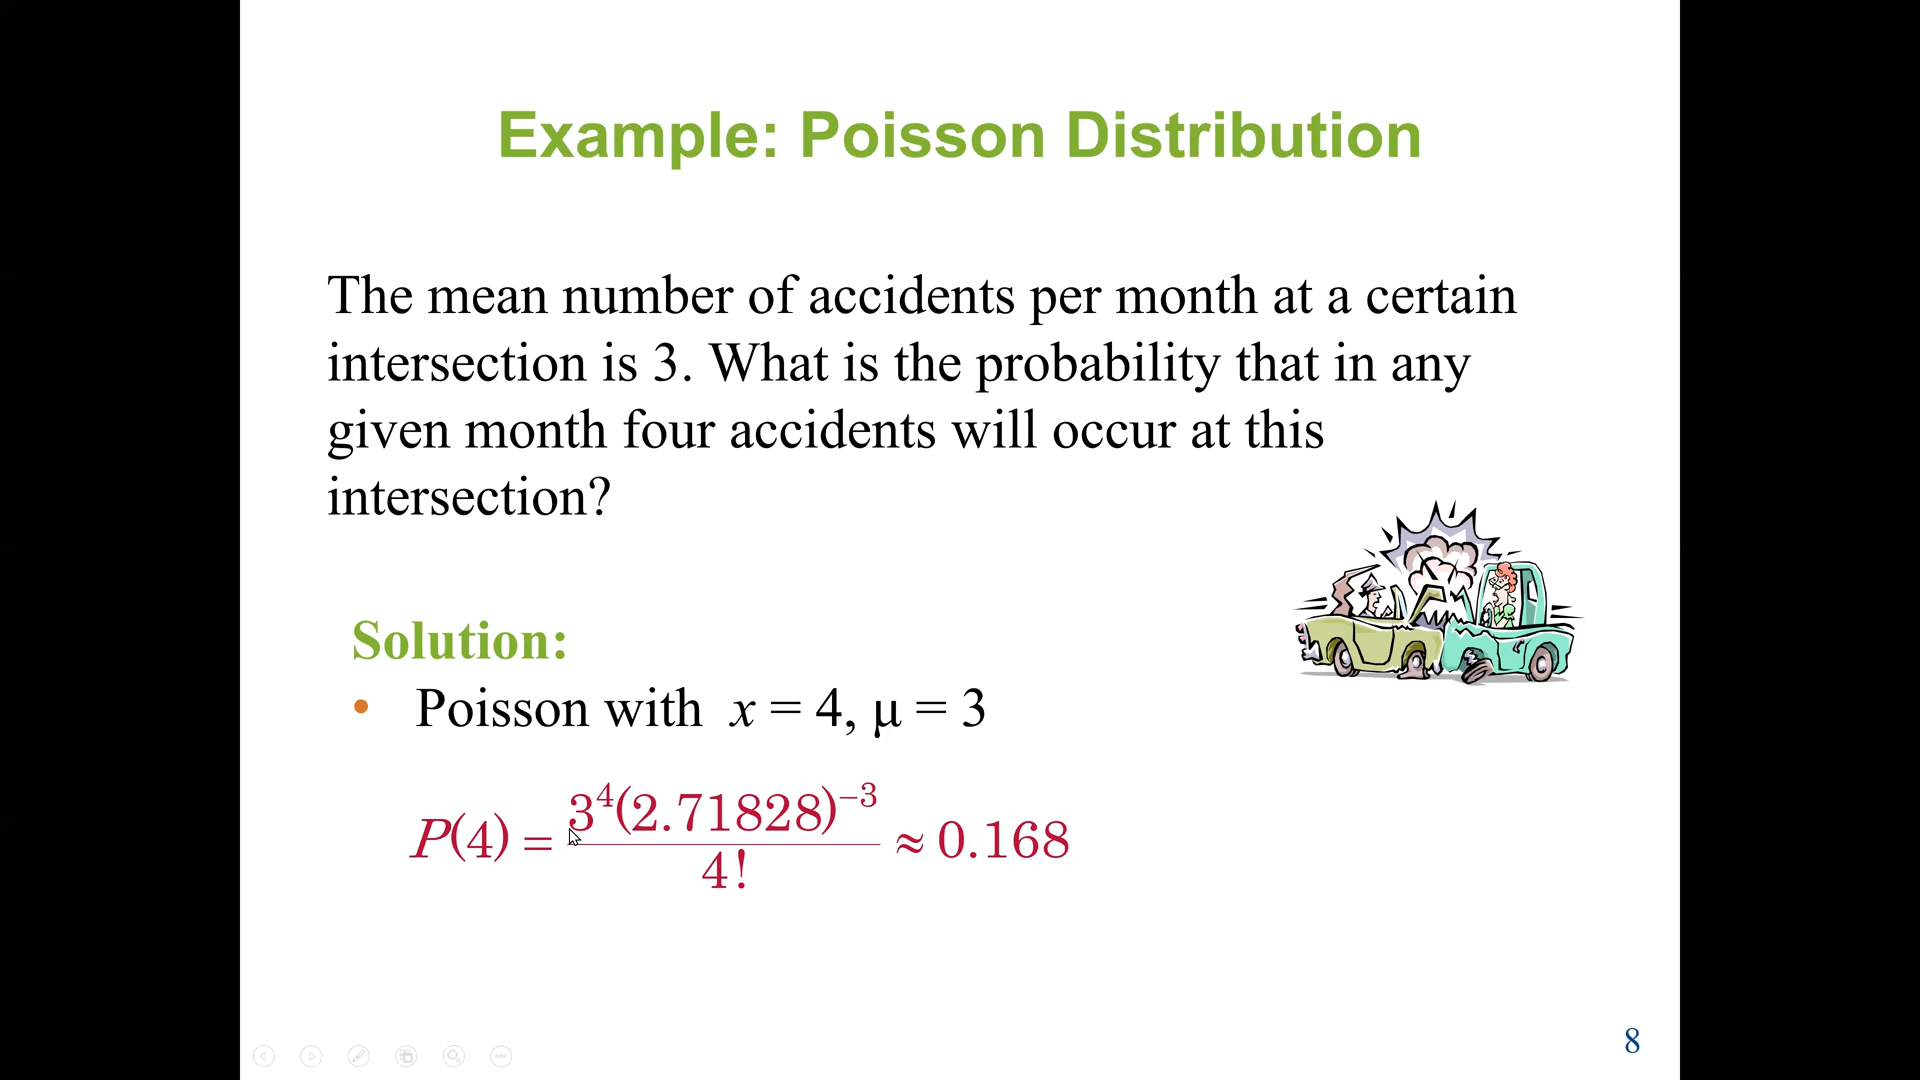 Example: Poisson Distribution
The mean number of accidents per month at a certain
intersection is 3. What is the probability that in any
given month four accidents will occur at this
intersection?
Solution:
• Poisson with x = 4, μ = 3
P(4) = 3⁴(2.71828)⁻³ / 4! ≈ 0.168
8